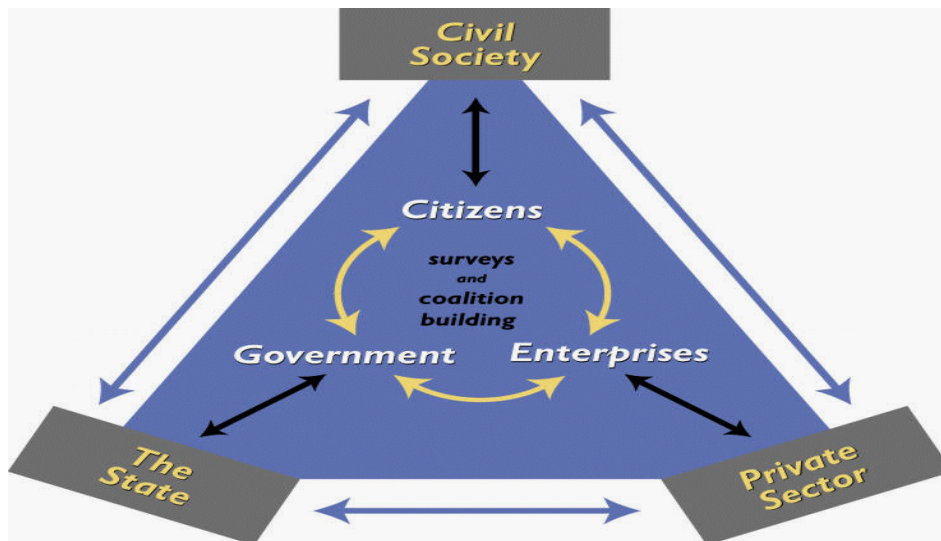 Civil
Society
Citizens
surveys
and
coalition
building
Government
Enterprises
The
State
Private
Sector